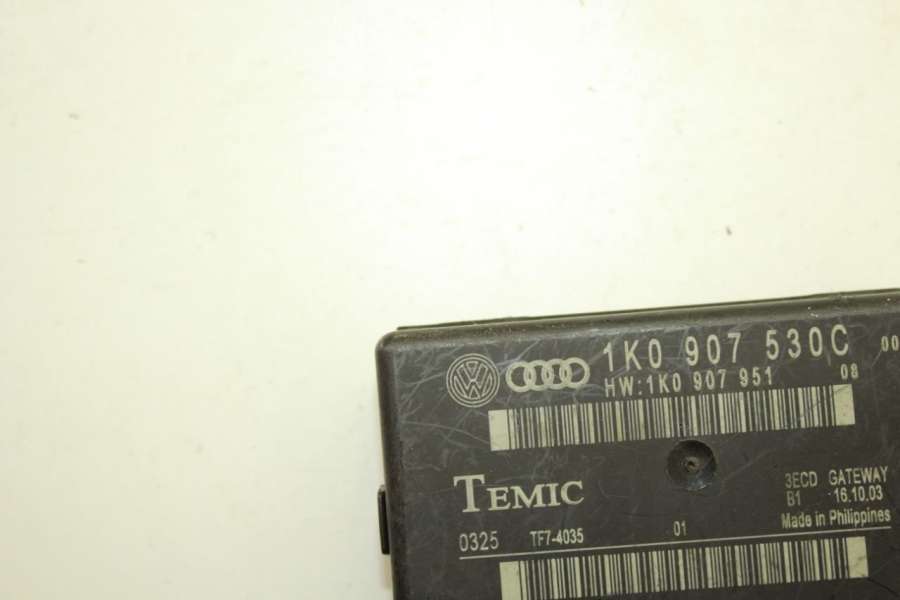 1K0 907 530C 00
HW:1K0 907 951 08
TEMIC
3ECD GATEWAY
B1 16.10.03
Made in Philippines
0325 TF7-4035 01